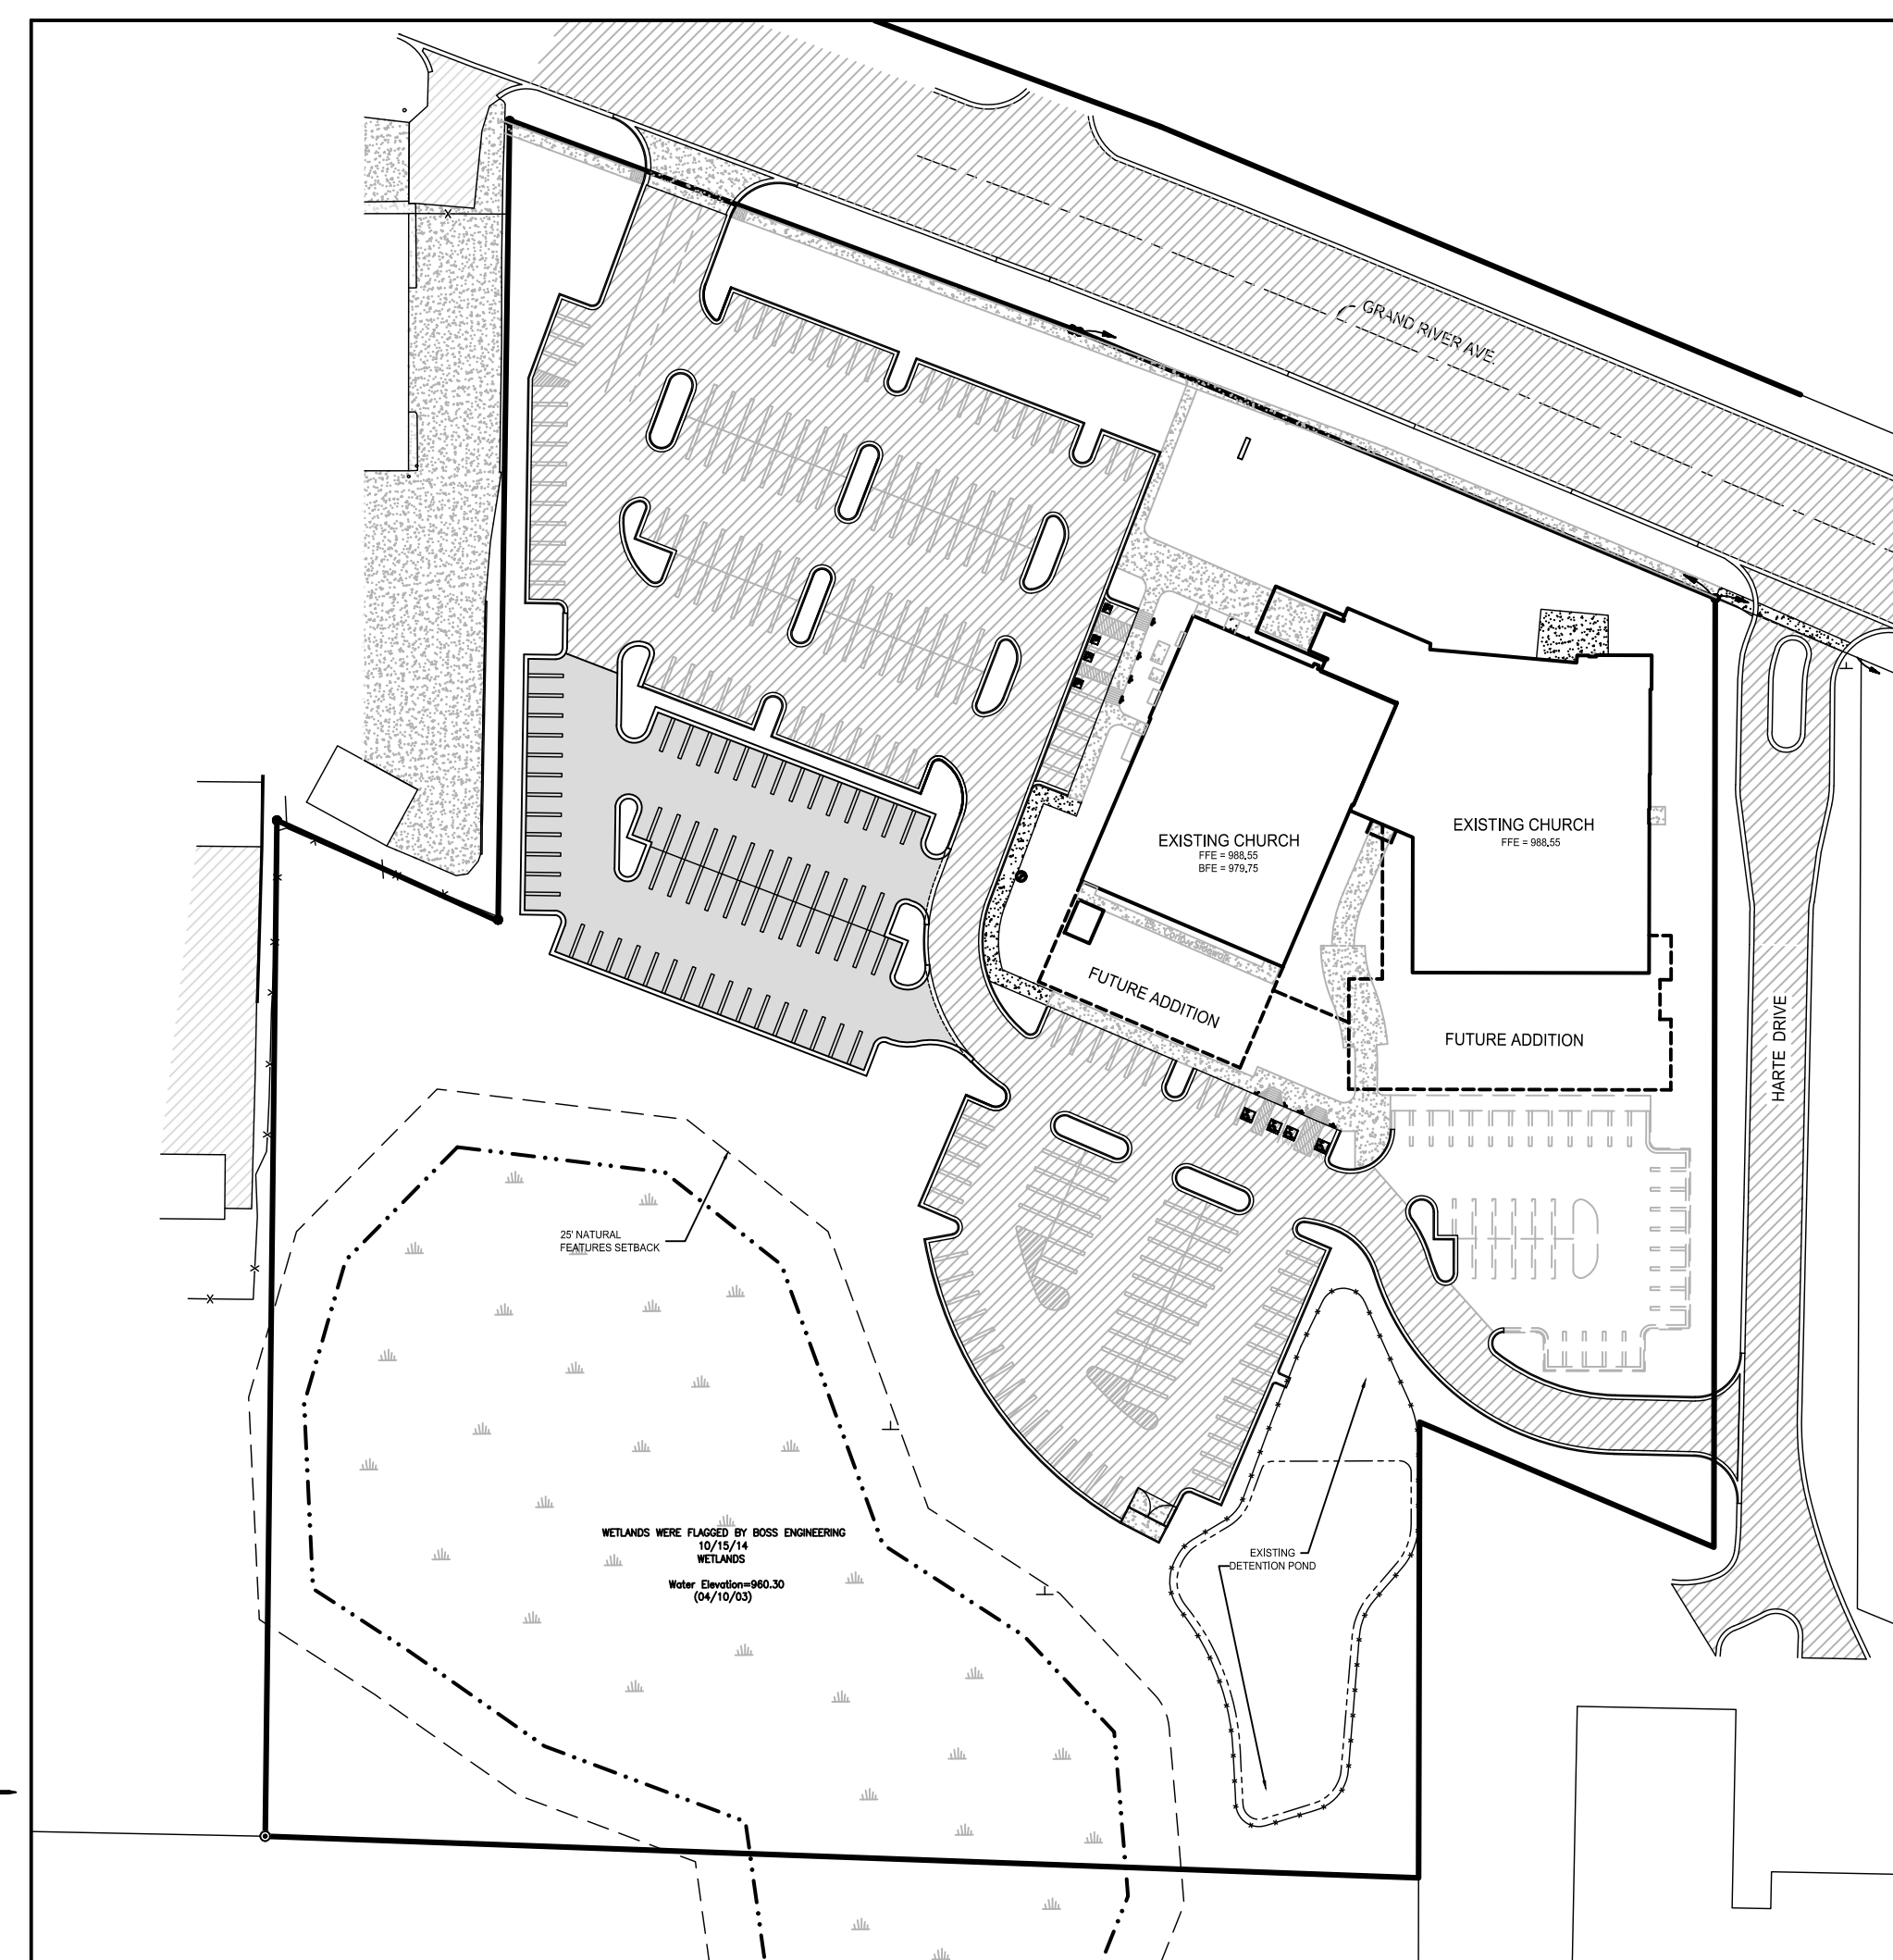 GRAND RIVER AVE.
EXISTING CHURCH
FFE = 988.55
BFE = 979.75
EXISTING CHURCH
FFE = 988.55
FUTURE ADDITION
FUTURE ADDITION
HARTE DRIVE
25' NATURAL
FEATURES SETBACK
WETLANDS WERE FLAGGED BY BOSS ENGINEERING
10/15/14
WETLANDS
Water Elevation=960.30
(04/10/03)
EXISTING
DETENTION POND